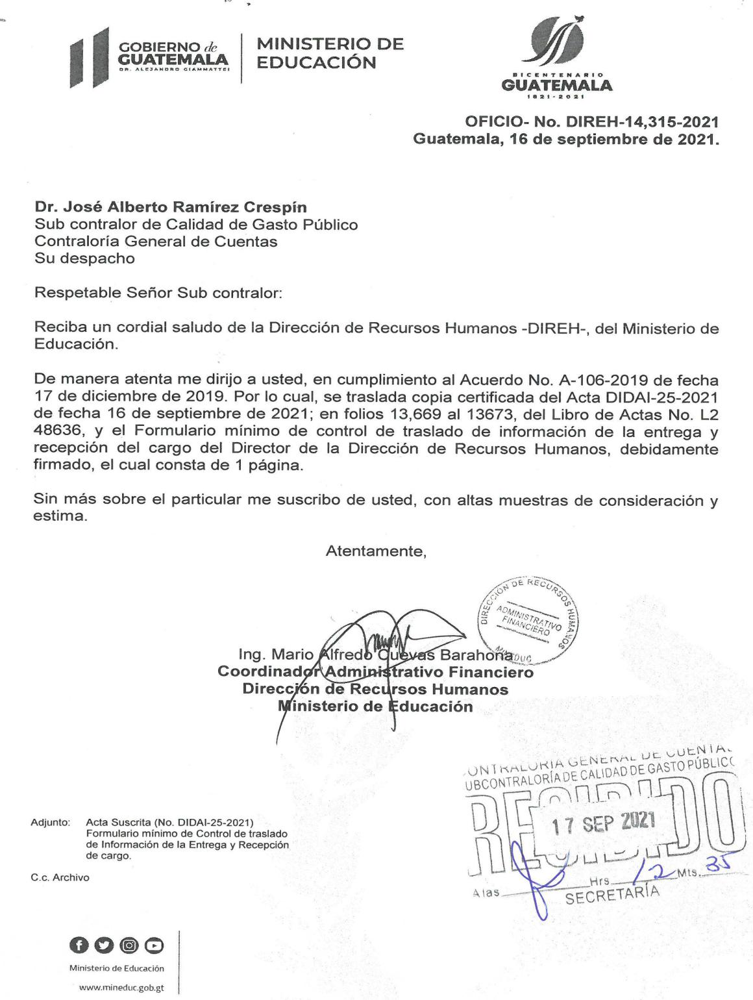 GOBIERNO de
GUATEMALA
DR. ALEJANDRO GIAMMATTEI
MINISTERIO DE
EDUCACIÓN
BICENTENARIO
GUATEMALA
1821-2021
OFICIO- No. DIREH-14,315-2021
Guatemala, 16 de septiembre de 2021.
Dr. José Alberto Ramírez Crespín
Sub contralor de Calidad de Gasto Público
Contraloría General de Cuentas
Su despacho
Respetable Señor Sub contralor:
Reciba un cordial saludo de la Dirección de Recursos Humanos -DIREH-, del Ministerio de
Educación.
De manera atenta me dirijo a usted, en cumplimiento al Acuerdo No. A-106-2019 de fecha
17 de diciembre de 2019. Por lo cual, se traslada copia certificada del Acta DIDAI-25-2021
de fecha 16 de septiembre de 2021; en folios 13,669 al 13673, del Libro de Actas No. L2
48636, y el Formulario mínimo de control de traslado de información de la entrega y
recepción del cargo del Director de la Dirección de Recursos Humanos, debidamente
firmado, el cual consta de 1 página.
Sin más sobre el particular me suscribo de usted, con altas muestras de consideración y
estima.
Atentamente,
DIRECCIÓN DE RECURSOS HUMANOS
ADMINISTRATIVO
FINANCIERO
MINEDUC
Ing. Mario Alfredo Cuevas Barahona
Coordinador Administrativo Financiero
Dirección de Recursos Humanos
Ministerio de Educación
ONTRALORÍA GENERAL DE CUENTA
UBCONTRALORÍA DE CALIDAD DE GASTO PÚBLICO
RECIBIDO
17 SEP 2021
A las Hrs 12 Mts. 35
SECRETARÍA
Adjunto: Acta Suscrita (No. DIDAI-25-2021)
Formulario mínimo de Control de traslado
de Información de la Entrega y Recepción
de cargo.
C.c. Archivo
Ministerio de Educación
www.mineduc.gob.gt